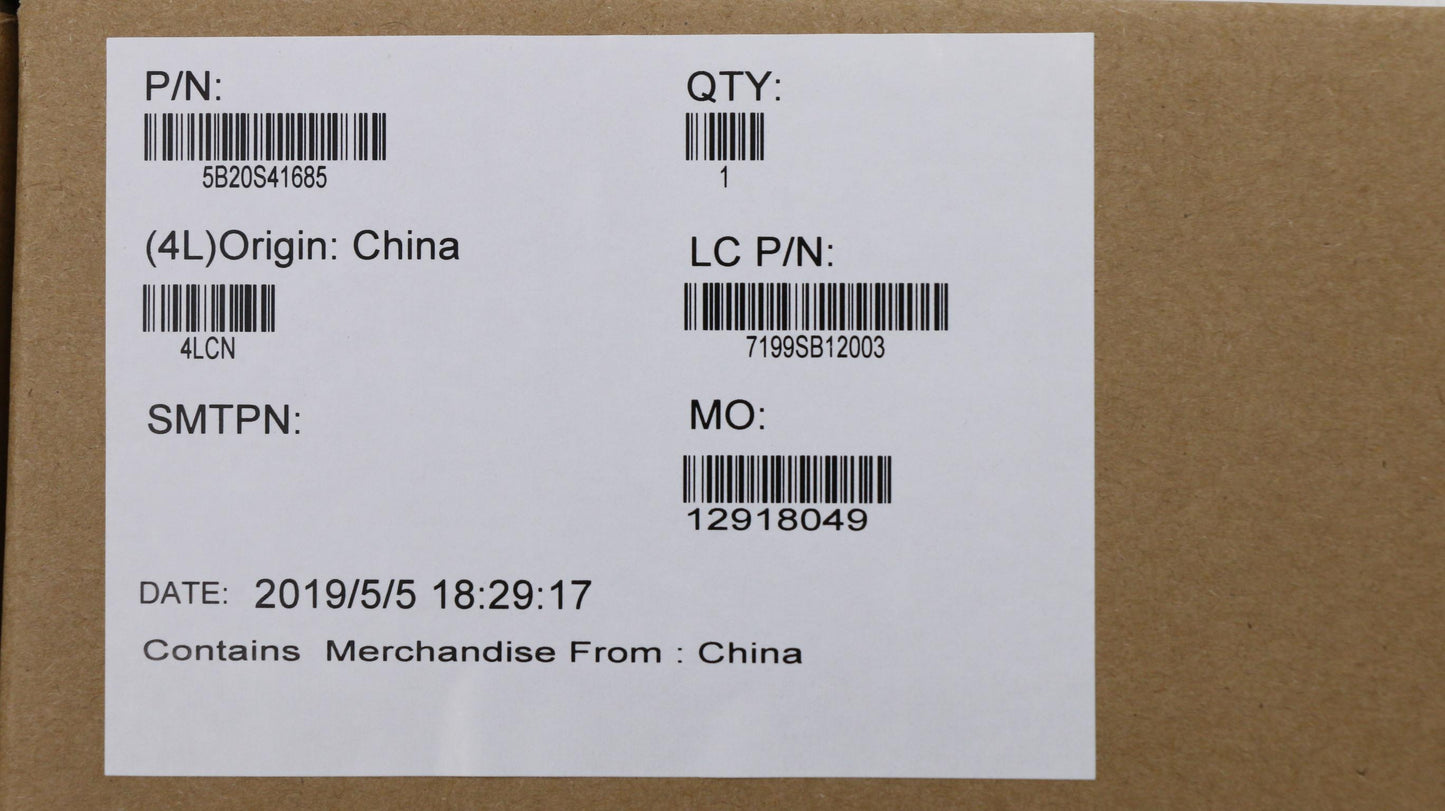 P/N:
5B20S41685
QTY:
1
(4L)Origin: China
4LCN
LC P/N:
7199SB12003
SMTPN:
MO:
12918049
DATE: 2019/5/5 18:29:17
Contains Merchandise From : China